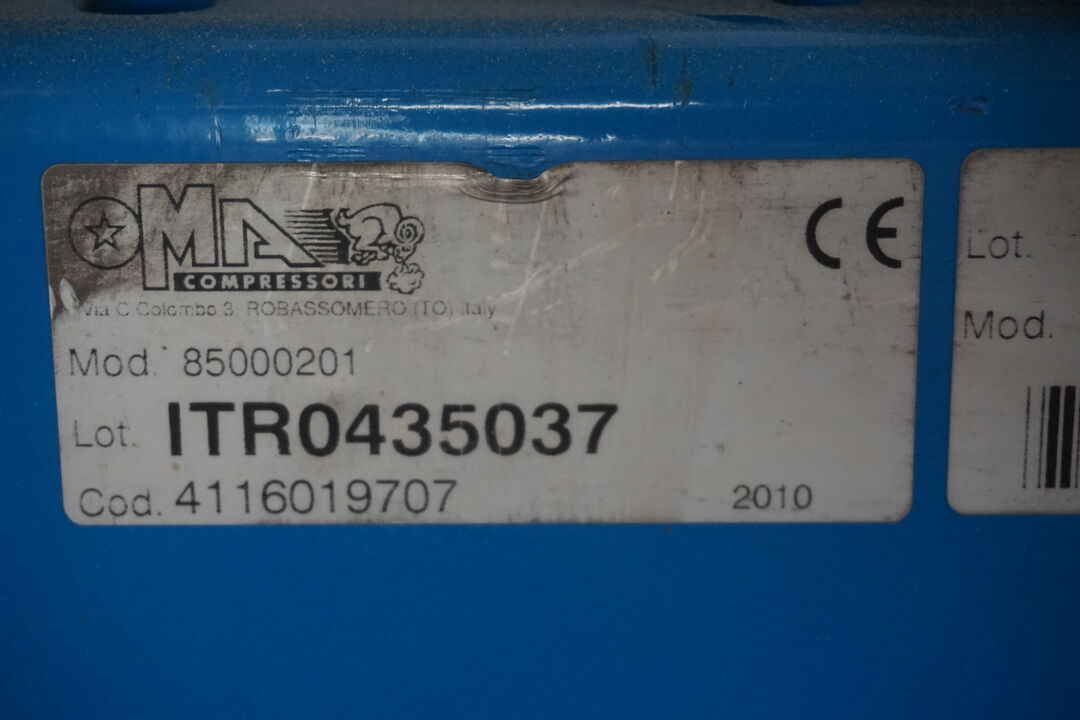 OMA
COMPRESSORI
CE
Via C Colombo 3 ROBASSOMERO (TO) Italy
Mod. 85000201
Lot. ITR0435037
Cod. 4116019707
2010
Lot.
Mod.